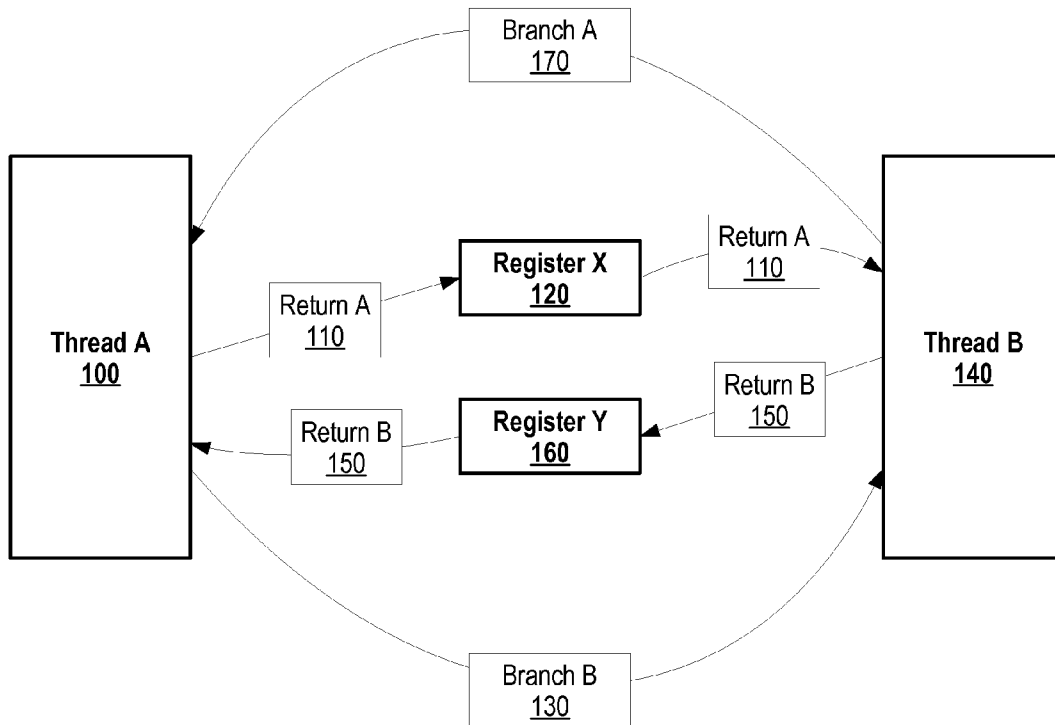 Branch A
170
Return A
110
Register X
120
Return A
110
Thread A
100
Thread B
140
Return B
150
Register Y
160
Return B
150
Branch B
130